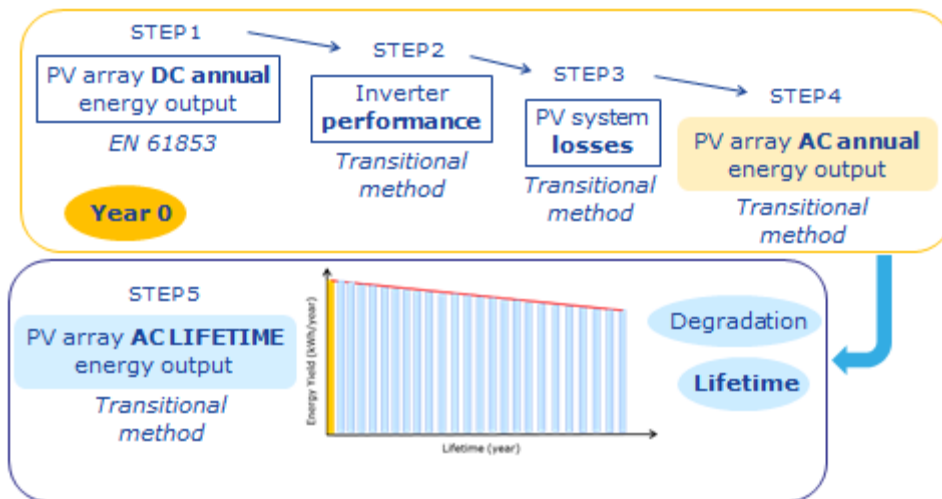 STEP1
PV array DC annual
energy output
EN 61853
STEP2
Inverter
performance
Transitional
method
STEP3
PV system
losses
Transitional
method
STEP4
PV array AC annual
energy output
Transitional
method
Year 0
STEP5
PV array AC LIFETIME
energy output
Transitional
method
Energy Yield (kWh/year)
Lifetime (year)
Degradation
Lifetime